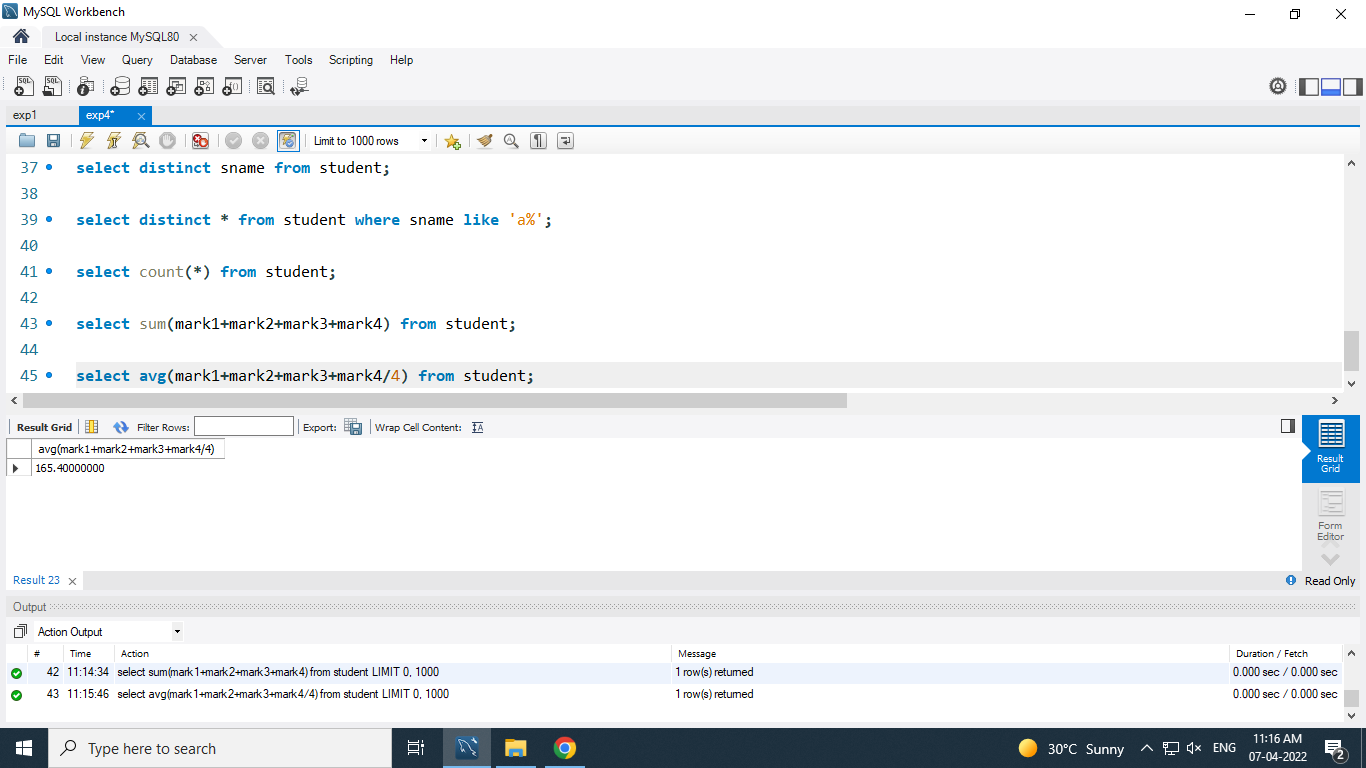 MySQL Workbench
Local instance MySQL80
File Edit View Query Database Server Tools Scripting Help
exp1 exp4*
Limit to 1000 rows
37 select distinct sname from student;
38
39 select distinct * from student where sname like 'a%';
40
41 select count(*) from student;
42
43 select sum(mark1+mark2+mark3+mark4) from student;
44
45 select avg(mark1+mark2+mark3+mark4/4) from student;
Result Grid Filter Rows: Export: Wrap Cell Content:
avg(mark1+mark2+mark3+mark4/4)
165.40000000
Result Grid
Form Editor
Result 23 Read Only
Output
Action Output
# Time Action Message Duration / Fetch
42 11:14:34 select sum(mark1+mark2+mark3+mark4) from student LIMIT 0, 1000 1 row(s) returned 0.000 sec / 0.000 sec
43 11:15:46 select avg(mark1+mark2+mark3+mark4/4) from student LIMIT 0, 1000 1 row(s) returned 0.000 sec / 0.000 sec
Type here to search 30°C Sunny ENG 11:16 AM
07-04-2022 2